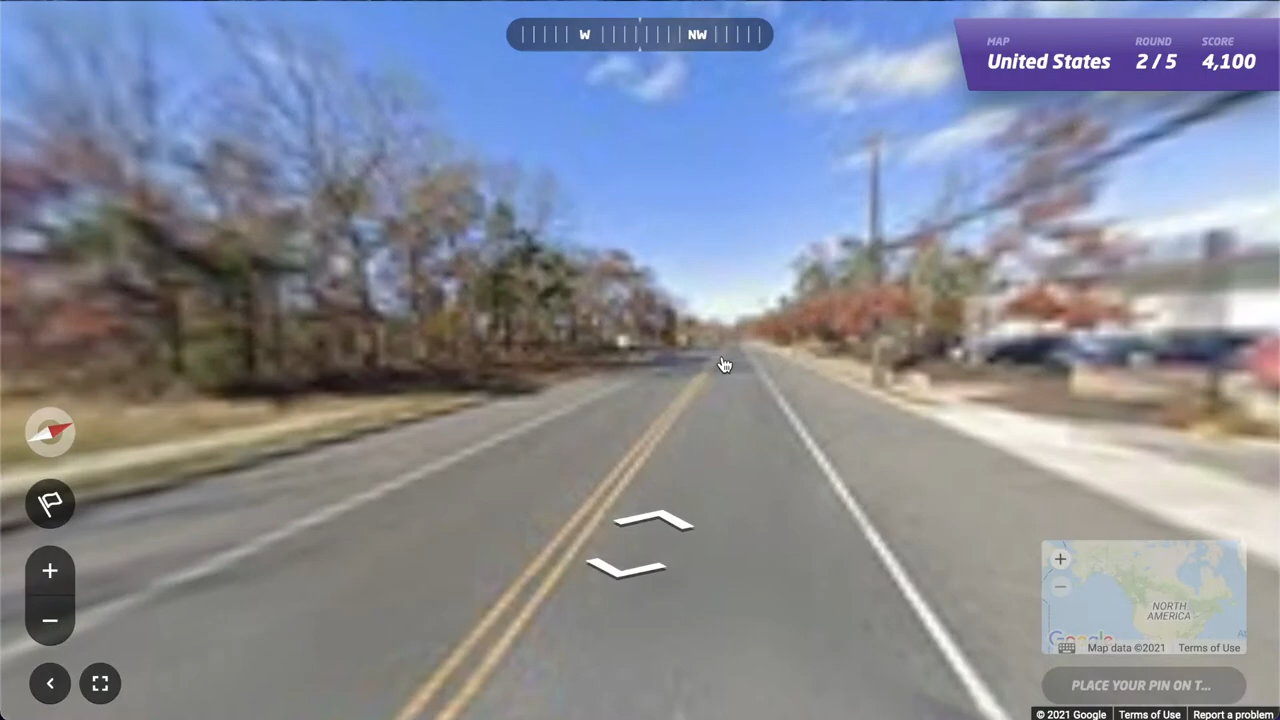 W
NW
MAP
ROUND
SCORE
United States
2 / 5
4,100
NORTH
AMERICA
Google
Map data ©2021
Terms of Use
PLACE YOUR PIN ON T...
© 2021 Google
Terms of Use
Report a problem